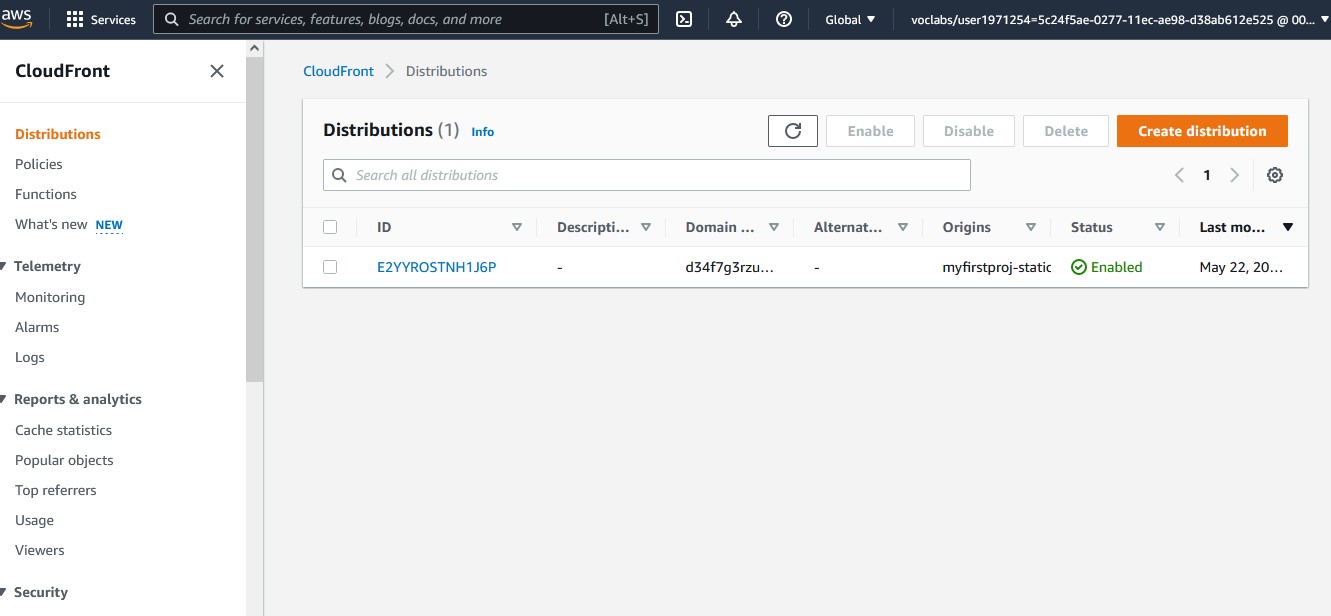 aws Services Search for services, features, blogs, docs, and more [Alt+S] Global voclabs/user1971254=5c24f5ae-0277-11ec-ae98-d38ab612e525 @ 00...
CloudFront
Distributions
Policies
Functions
What's new NEW
Telemetry
Monitoring
Alarms
Logs
Reports & analytics
Cache statistics
Popular objects
Top referrers
Usage
Viewers
Security
CloudFront Distributions
Distributions (1) Info Enable Disable Delete Create distribution
Search all distributions 1
ID Descripti... Domain ... Alternat... Origins Status Last mo...
E2YYROSTNH1J6P - d34f7g3rzu... - myfirstproj-static Enabled May 22, 20...